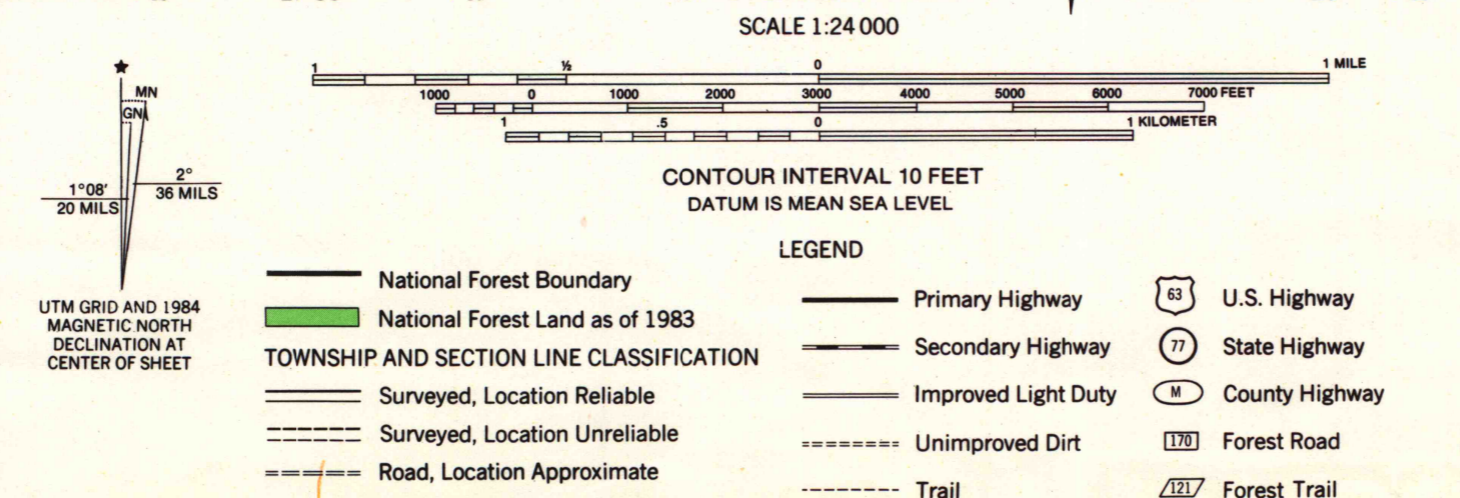 SCALE 1:24 000
1 ½ 0 1 MILE
1000 0 1000 2000 3000 4000 5000 6000 7000 FEET
1 .5 0 1 KILOMETER
CONTOUR INTERVAL 10 FEET
DATUM IS MEAN SEA LEVEL
MN
GN
1°08′
20 MILS
2°
36 MILS
UTM GRID AND 1984
MAGNETIC NORTH
DECLINATION AT
CENTER OF SHEET
LEGEND
National Forest Boundary
National Forest Land as of 1983
TOWNSHIP AND SECTION LINE CLASSIFICATION
Surveyed, Location Reliable
Surveyed, Location Unreliable
Road, Location Approximate
Primary Highway
Secondary Highway
Improved Light Duty
Unimproved Dirt
Trail
63 U.S. Highway
77 State Highway
M County Highway
170 Forest Road
121 Forest Trail